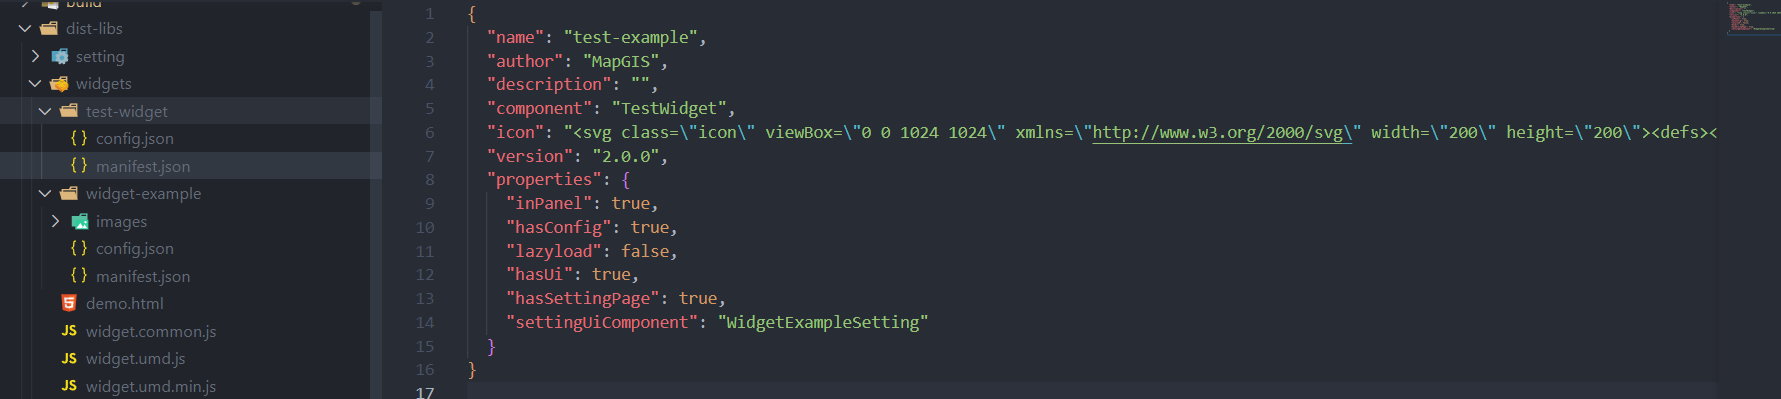 build
dist-libs
setting
widgets
test-widget
{ } config.json
{ } manifest.json
widget-example
images
{ } config.json
{ } manifest.json
5 demo.html
JS widget.common.js
JS widget.umd.js
JS widget.umd.min.js
1 {
2 "name": "test-example",
3 "author": "MapGIS",
4 "description": "",
5 "component": "TestWidget",
6 "icon": "<svg class=\"icon\" viewBox=\"0 0 1024 1024\" xmlns=\"http://www.w3.org/2000/svg\" width=\"200\" height=\"200\"><defs><
7 "version": "2.0.0",
8 "properties": {
9 "inPanel": true,
10 "hasConfig": true,
11 "lazyload": false,
12 "hasUi": true,
13 "hasSettingPage": true,
14 "settingUiComponent": "WidgetExampleSetting"
15 }
16 }
17